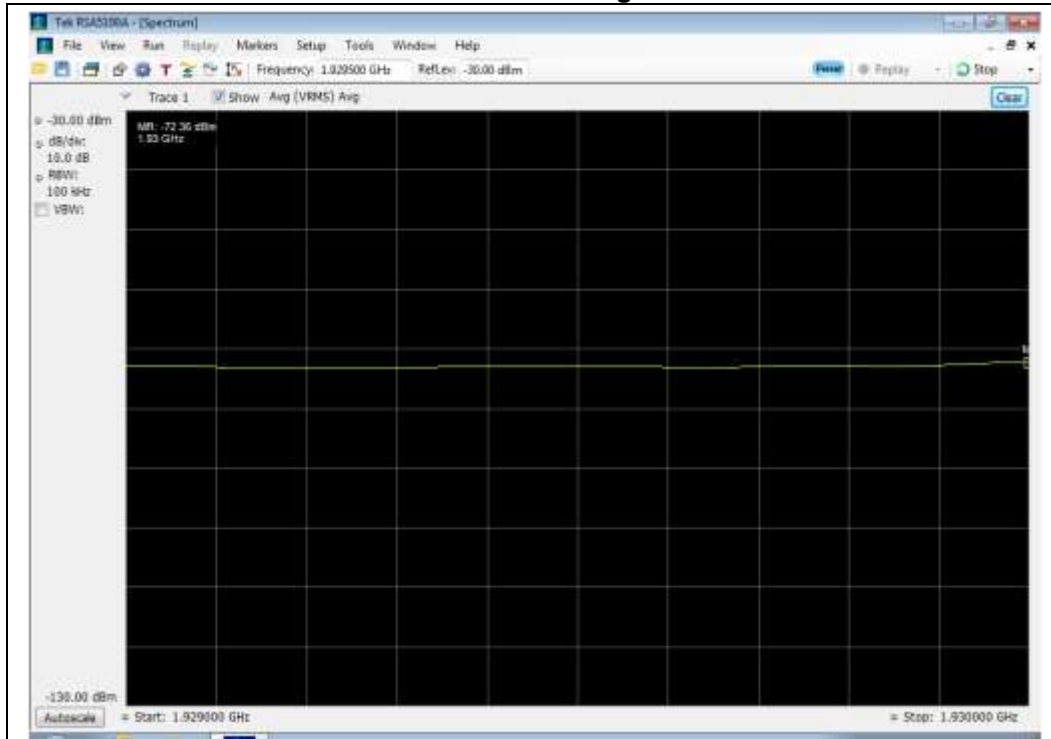 Tek RSA5100A - [Spectrum]
File View Run Replay Markers Setup Tools Window Help
Frequency: 1.929500 GHz RefLev: -30.00 dBm Preset Replay Stop
Trace 1 Show Avg (VRMS) Avg Clear
-30.00 dBm
dB/div:
10.0 dB
RBW:
100 kHz
VBW:
MR: -72.36 dBm
1.93 GHz
-130.00 dBm
Autoscale Start: 1.929000 GHz Stop: 1.930000 GHz